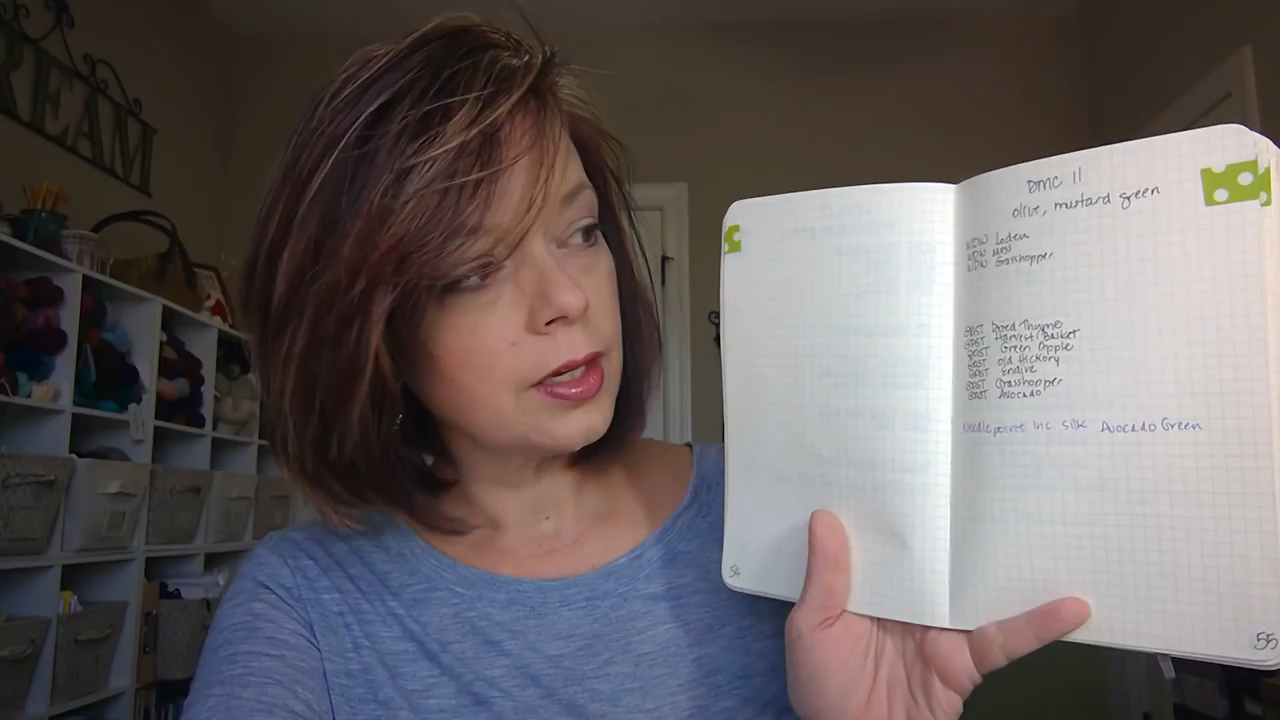 REAM
DMC 11
olive, mustard green
WDW Loden
WDW Moss
WDW Grasshopper
GAST Dried Thyme
GAST Harvest Basket
GAST Green Apple
GAST Old Hickory
GAST Endive
GAST Grasshopper
GAST Avocado
Needlepoint Inc. Silk Avocado Green
54
55